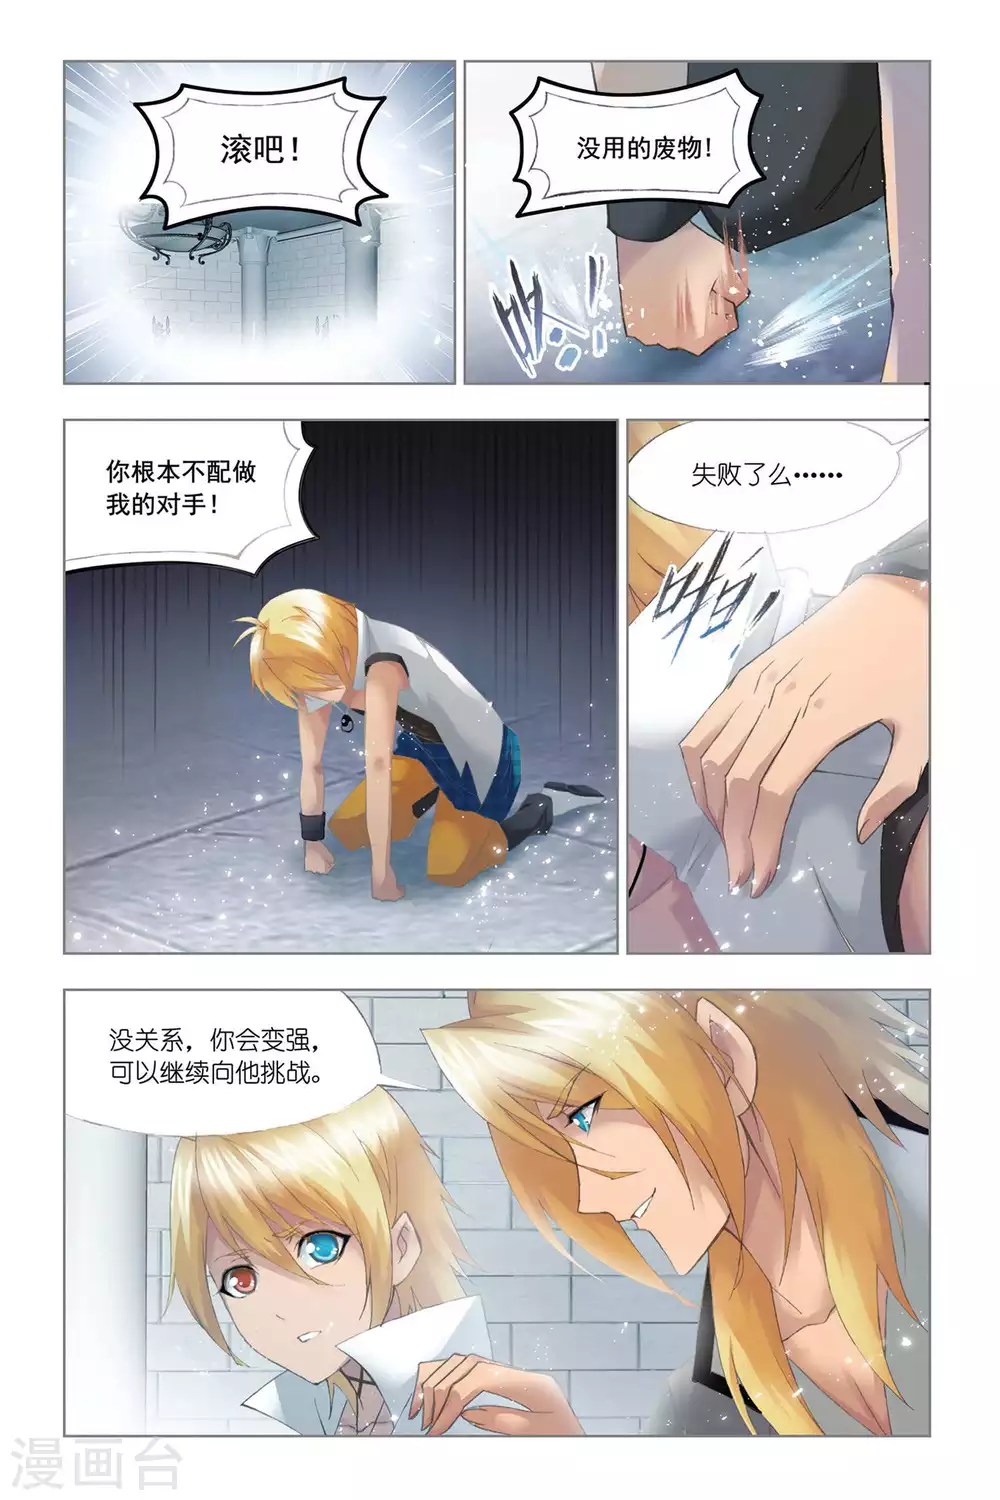 滚吧！
没用的废物！
你根本不配做
我的对手！
失败了么……
没关系，你会变强，
可以继续向他挑战。
漫画台